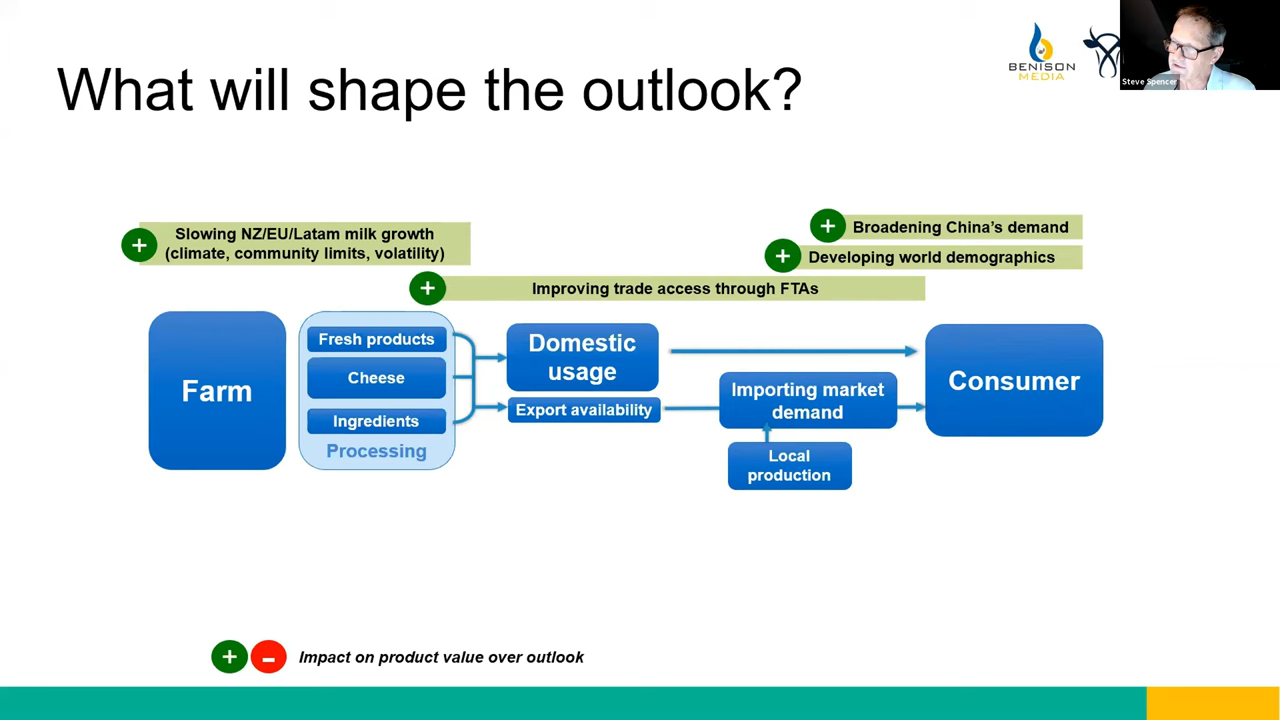 What will shape the outlook?
BENISON
MEDIA
Steve Spencer
Slowing NZ/EU/Latam milk growth
(climate, community limits, volatility)
Broadening China's demand
Developing world demographics
Improving trade access through FTAs
Farm
Fresh products
Cheese
Ingredients
Processing
Domestic
usage
Export availability
Importing market
demand
Local
production
Consumer
Impact on product value over outlook